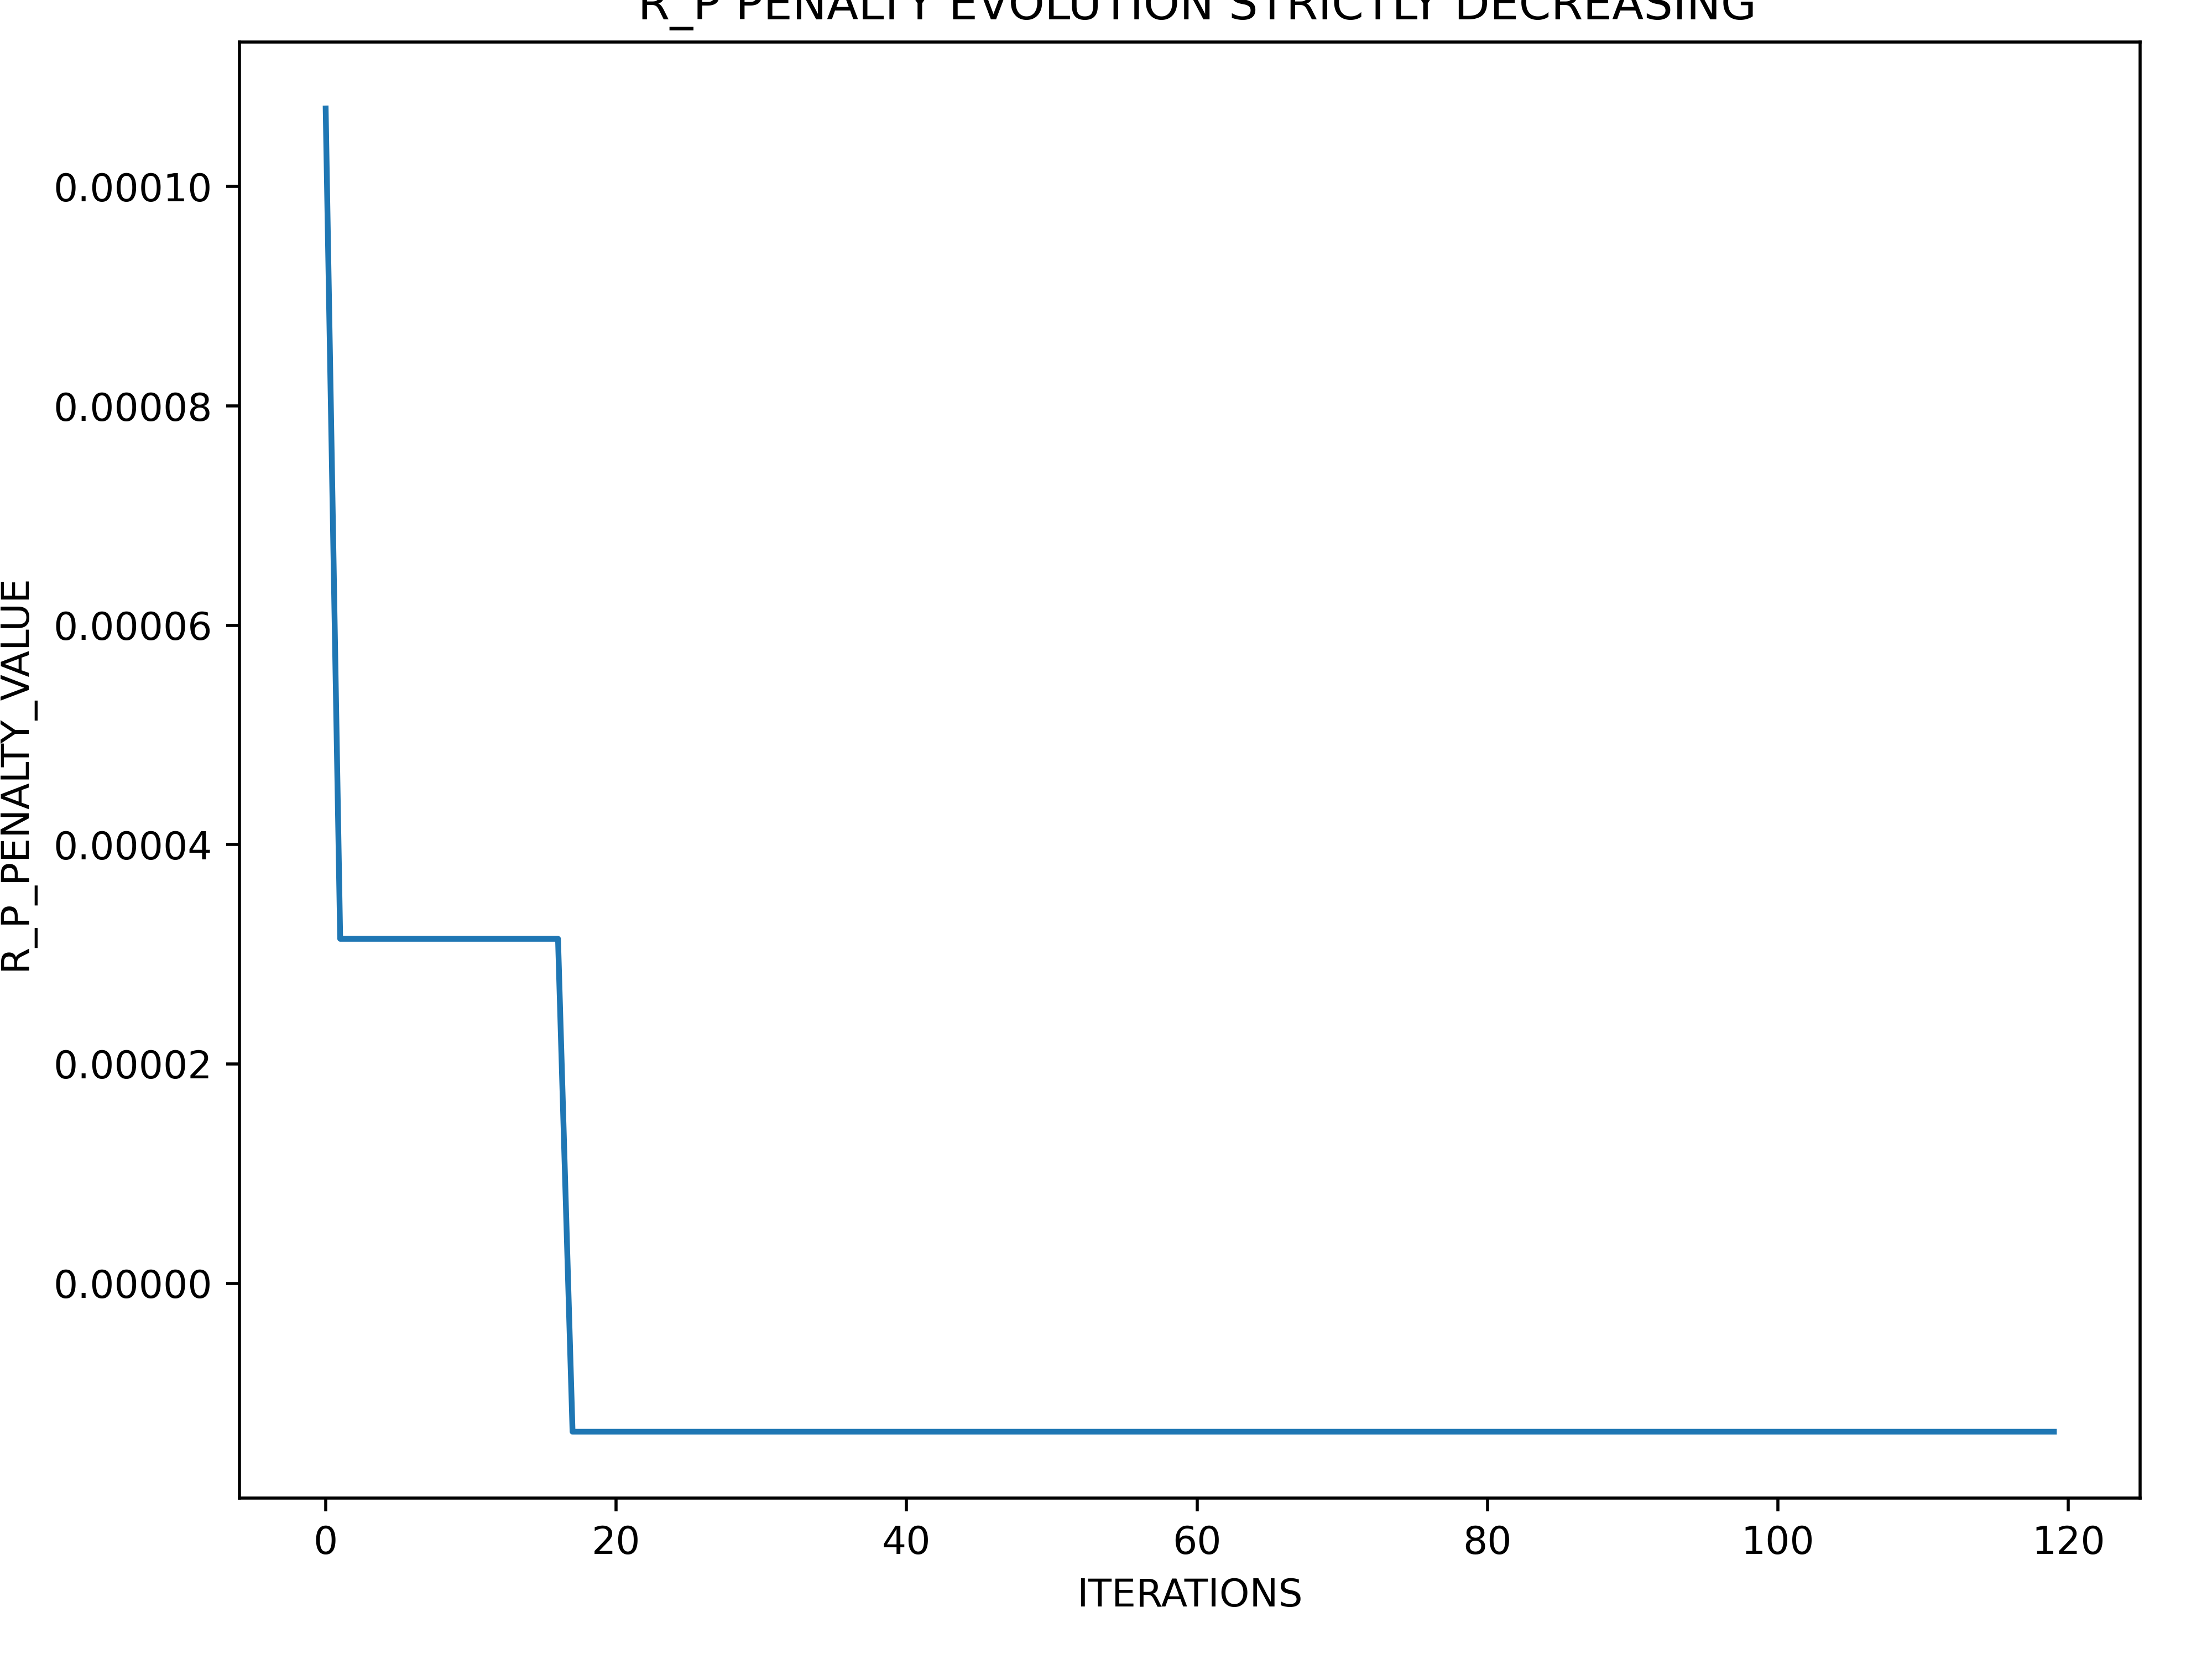 R_P PENALTY EVOLUTION STRICTLY DECREASING
0.00010
0.00008
0.00006
0.00004
0.00002
0.00000
R_P_PENALTY_VALUE
0 20 40 60 80 100 120
ITERATIONS